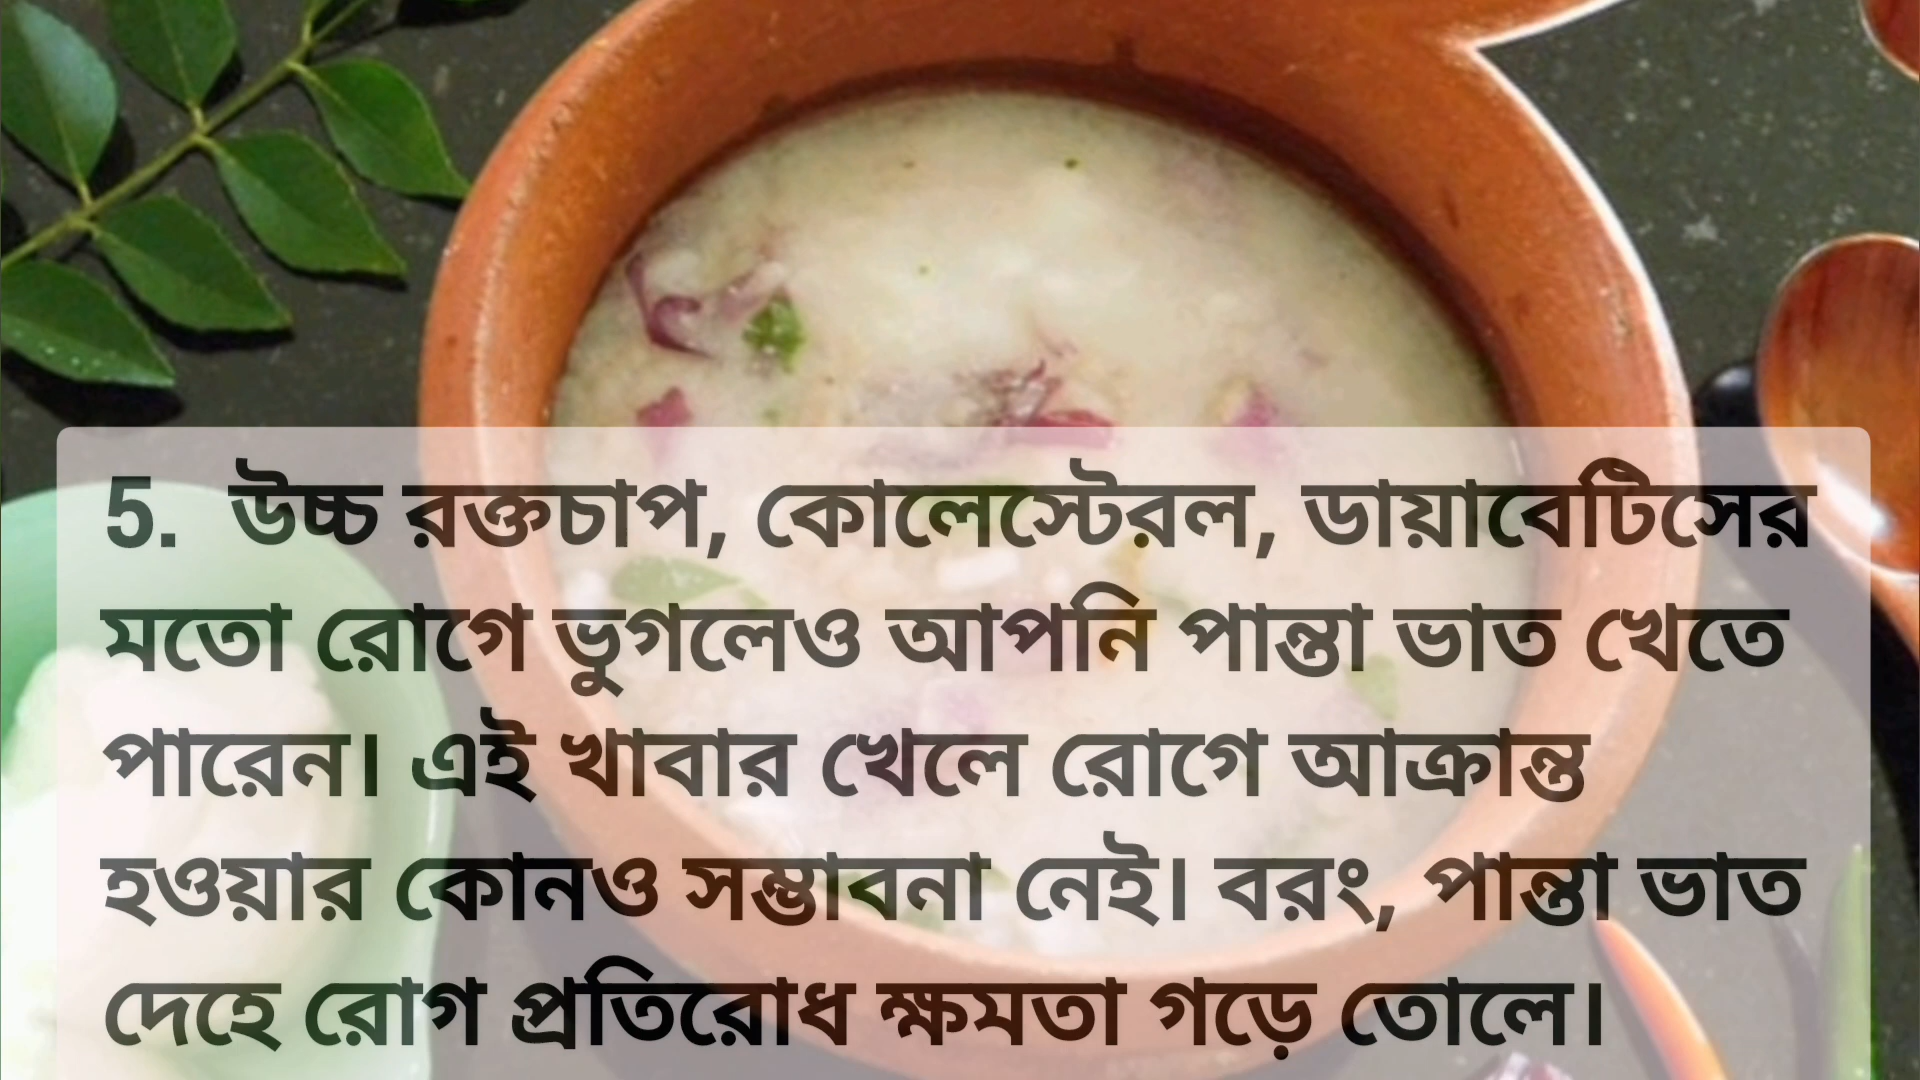 5. উচ্চ রক্তচাপ, কোলেস্টেরল, ডায়াবেটিসের
মতো রোগে ভুগলেও আপনি পান্তা ভাত খেতে
পারেন। এই খাবার খেলে রোগে আক্রান্ত
হওয়ার কোনও সম্ভাবনা নেই। বরং, পান্তা ভাত
দেহে রোগ প্রতিরোধ ক্ষমতা গড়ে তোলে।